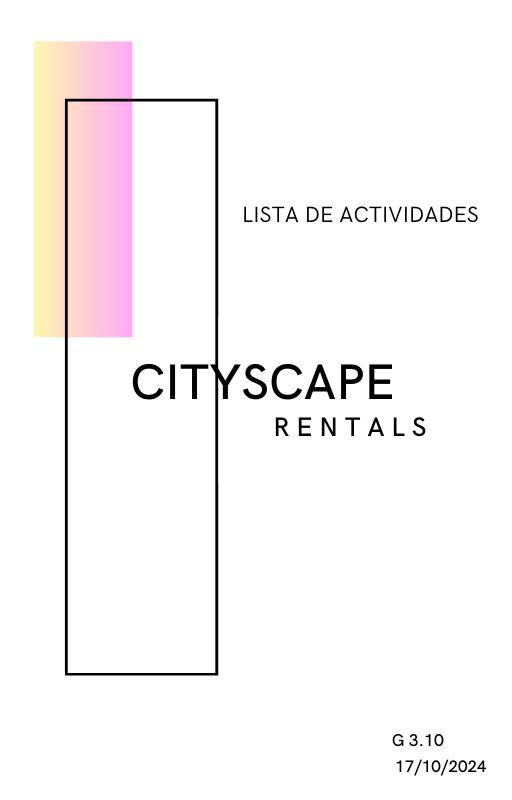 LISTA DE ACTIVIDADES
CITYSCAPE
RENTALS
G 3.10
17/10/2024